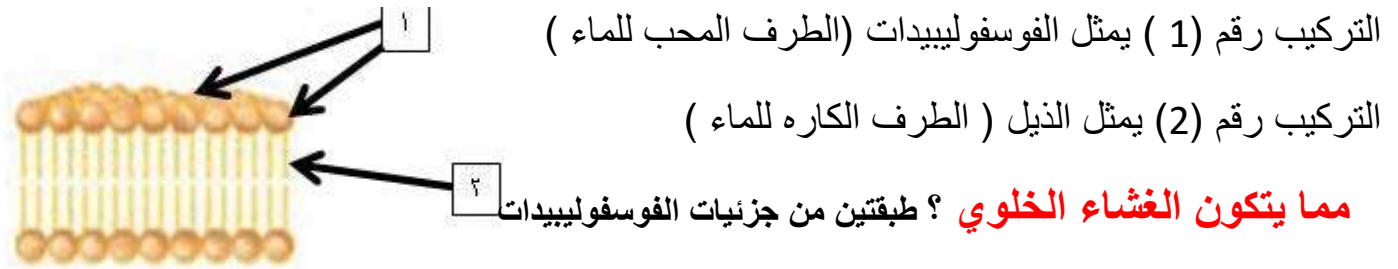 ١
التركيب رقم (1 ) يمثل الفوسفوليبيدات (الطرف المحب للماء )
التركيب رقم (2) يمثل الذيل ( الطرف الكاره للماء )
٢
مما يتكون الغشاء الخلوي ؟ طبقتين من جزئيات الفوسفوليبيدات